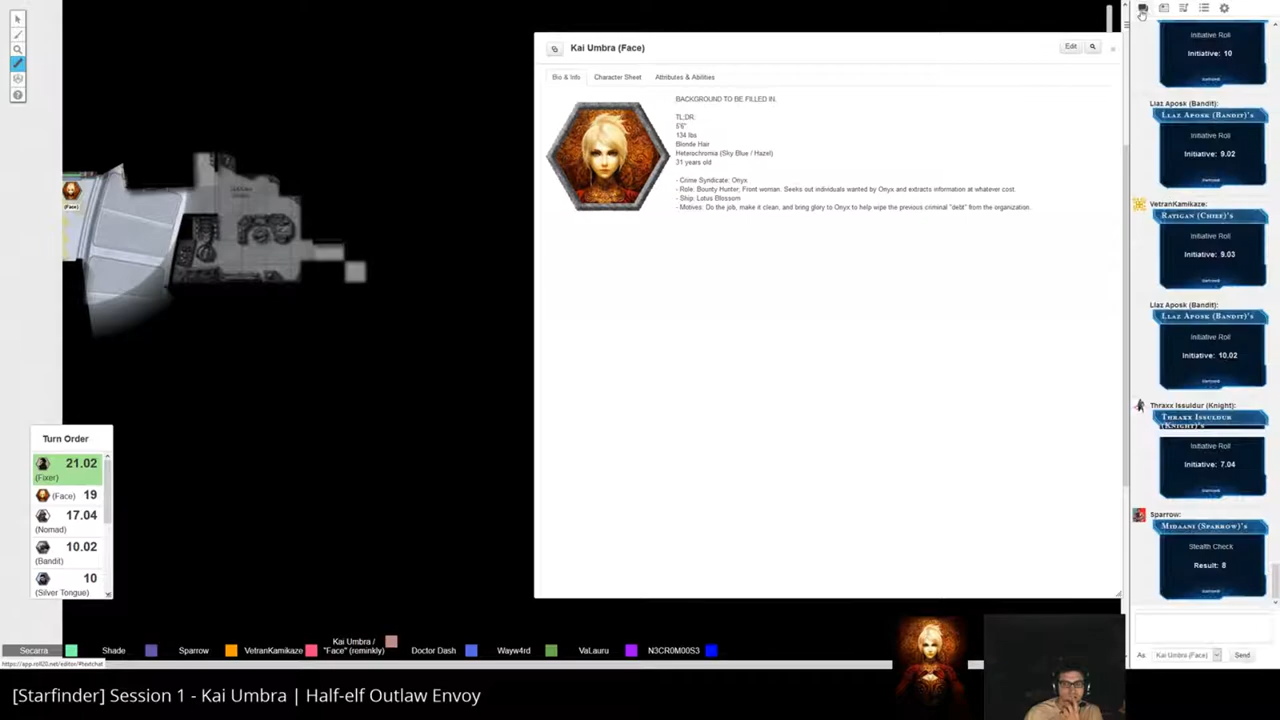 Kai Umbra (Face)
Edit
Bio & Info
Character Sheet
Attributes & Abilities
BACKGROUND TO BE FILLED IN.
TL;DR:
5'6"
134 lbs
Blonde Hair
Heterochromia (Sky Blue / Hazel)
31 years old
- Crime Syndicate: Onyx
- Role: Bounty Hunter; Front woman. Seeks out individuals wanted by Onyx and extracts information at whatever cost.
- Ship: Lotus Blossom
- Motives: Do the job, make it clean, and bring glory to Onyx to help wipe the previous criminal "debt" from the organization.
(Face)
Turn Order
21.02
(Fixer)
(Face) 19
17.04
(Nomad)
10.02
(Bandit)
10
(Silver Tongue)
Initiative Roll
Initiative: 10
Llaz Aposk (Bandit):
Llaz Aposk (Bandit)'s
Initiative Roll
Initiative: 9.02
VetranKamikaze:
Ratigan (Chief)'s
Initiative Roll
Initiative: 9.03
Llaz Aposk (Bandit):
Llaz Aposk (Bandit)'s
Initiative Roll
Initiative: 10.02
Thraxx Issuldur (Knight):
Thraxx Issuldur
(Knight)'s
Initiative Roll
Initiative: 7.04
Sparrow:
Midaani (Sparrow)'s
Stealth Check
Result: 8
As: Kai Umbra (Face) Send
Secarra
Shade
Sparrow
VetranKamikaze
Kai Umbra /
"Face" (reminkly)
Doctor Dash
Wayw4rd
VaLauru
N3CR0M00S3
https://app.roll20.net/editor/#textchat
[Starfinder] Session 1 - Kai Umbra | Half-elf Outlaw Envoy